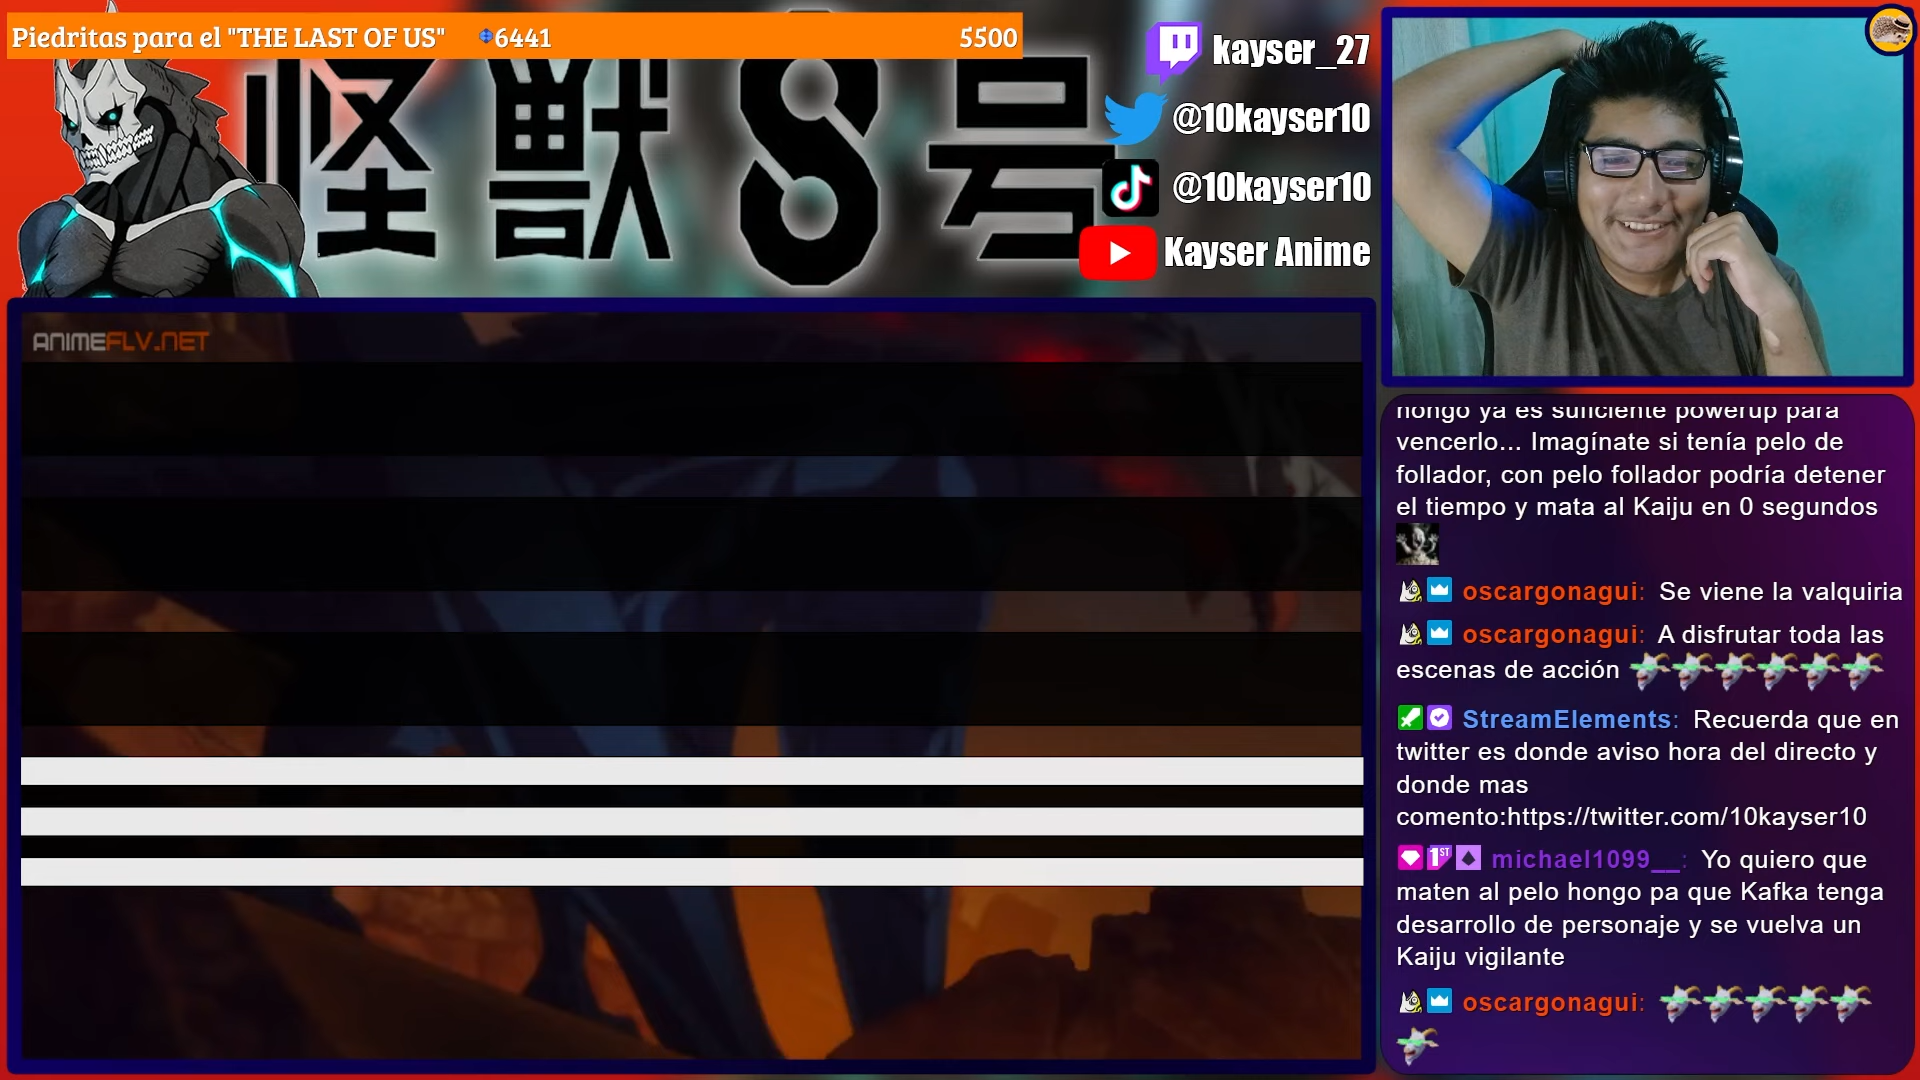 Piedritas para el "THE LAST OF US" 6441 5500
怪獣8号
kayser_27
@10kayser10
@10kayser10
Kayser Anime
ANIMEFLV.NET
hongo ya es suficiente powerup para
vencerlo... Imagínate si tenía pelo de
follador, con pelo follador podría detener
el tiempo y mata al Kaiju en 0 segundos
oscargonagui: Se viene la valquiria
oscargonagui: A disfrutar toda las
escenas de acción
StreamElements: Recuerda que en
twitter es donde aviso hora del directo y
donde mas
comento:https://twitter.com/10kayser10
1ST michael1099__: Yo quiero que
maten al pelo hongo pa que Kafka tenga
desarrollo de personaje y se vuelva un
Kaiju vigilante
oscargonagui: